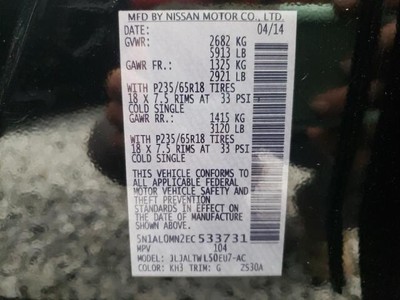 MFD BY NISSAN MOTOR CO., LTD.
DATE: 04/14
GVWR: 2682 KG
5913 LB
GAWR FR.: 1325 KG
2921 LB
WITH P235/65R18 TIRES
18 X 7.5 RIMS AT 33 PSI
COLD SINGLE
GAWR RR.: 1415 KG
3120 LB
WITH P235/65R18 TIRES
18 X 7.5 RIMS AT 33 PSI
COLD SINGLE
THIS VEHICLE CONFORMS TO
ALL APPLICABLE FEDERAL
MOTOR VEHICLE SAFETY AND
THEFT PREVENTION
STANDARDS IN EFFECT ON
THE DATE OF MANUFACTURE
SHOWN ABOVE.
5N1AL0MN2EC533731
MPV 104
MODEL: JLJALTWL50EU7-AC
COLOR: KH3 TRIM: G 2S30A